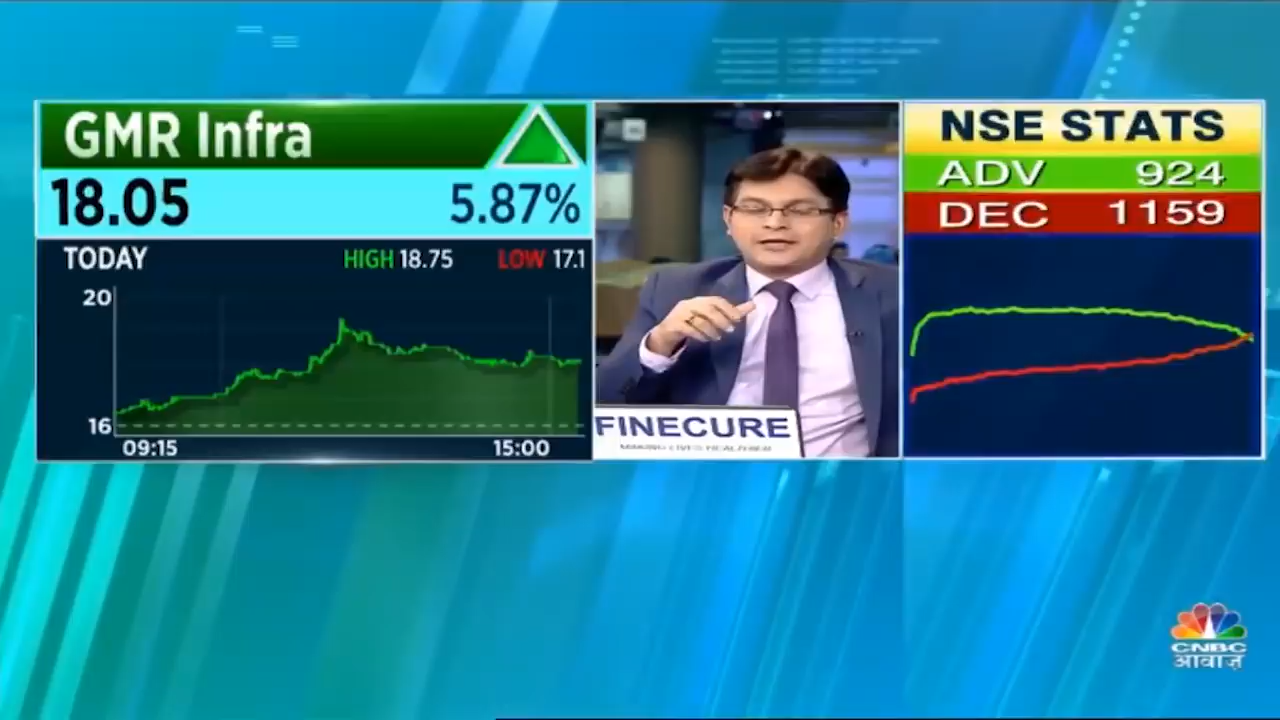 GMR Infra
18.05 5.87%
TODAY HIGH 18.75 LOW 17.1
20
16
09:15 15:00
FINECURE
NSE STATS
ADV 924
DEC 1159
CNBC
आवाज़